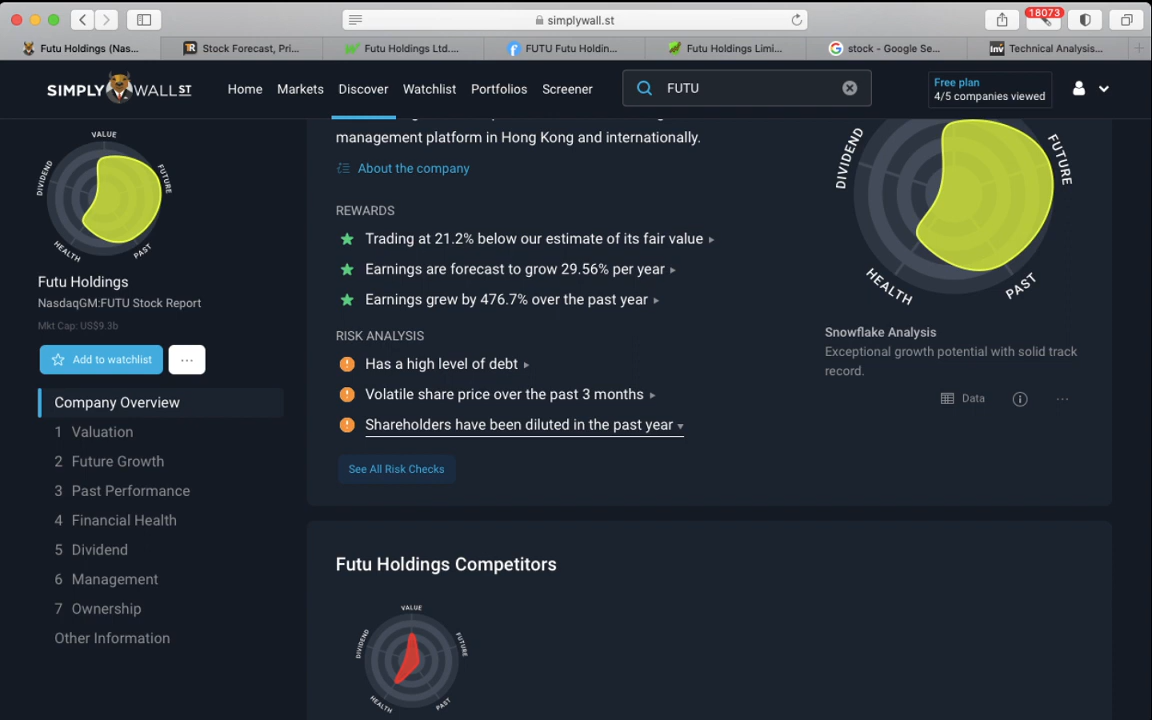 simplywall.st
18073
Futu Holdings (Nas...
Stock Forecast, Pri...
Futu Holdings Ltd....
FUTU Futu Holdin...
Futu Holdings Limi...
stock - Google Se...
Inv
Technical Analysis...
SIMPLY WALL ST
Home
Markets
Discover
Watchlist
Portfolios
Screener
FUTU
Free plan
4/5 companies viewed
VALUE
FUTURE
PAST
HEALTH
DIVIDEND
Futu Holdings
NasdaqGM:FUTU Stock Report
Mkt Cap: US$9.3b
Add to watchlist
...
Company Overview
1 Valuation
2 Future Growth
3 Past Performance
4 Financial Health
5 Dividend
6 Management
7 Ownership
Other Information
management platform in Hong Kong and internationally.
About the company
REWARDS
Trading at 21.2% below our estimate of its fair value
Earnings are forecast to grow 29.56% per year
Earnings grew by 476.7% over the past year
RISK ANALYSIS
Has a high level of debt
Volatile share price over the past 3 months
Shareholders have been diluted in the past year
See All Risk Checks
DIVIDEND
FUTURE
HEALTH
PAST
Snowflake Analysis
Exceptional growth potential with solid track
record.
Data
...
Futu Holdings Competitors
VALUE
FUTURE
PAST
HEALTH
DIVIDEND